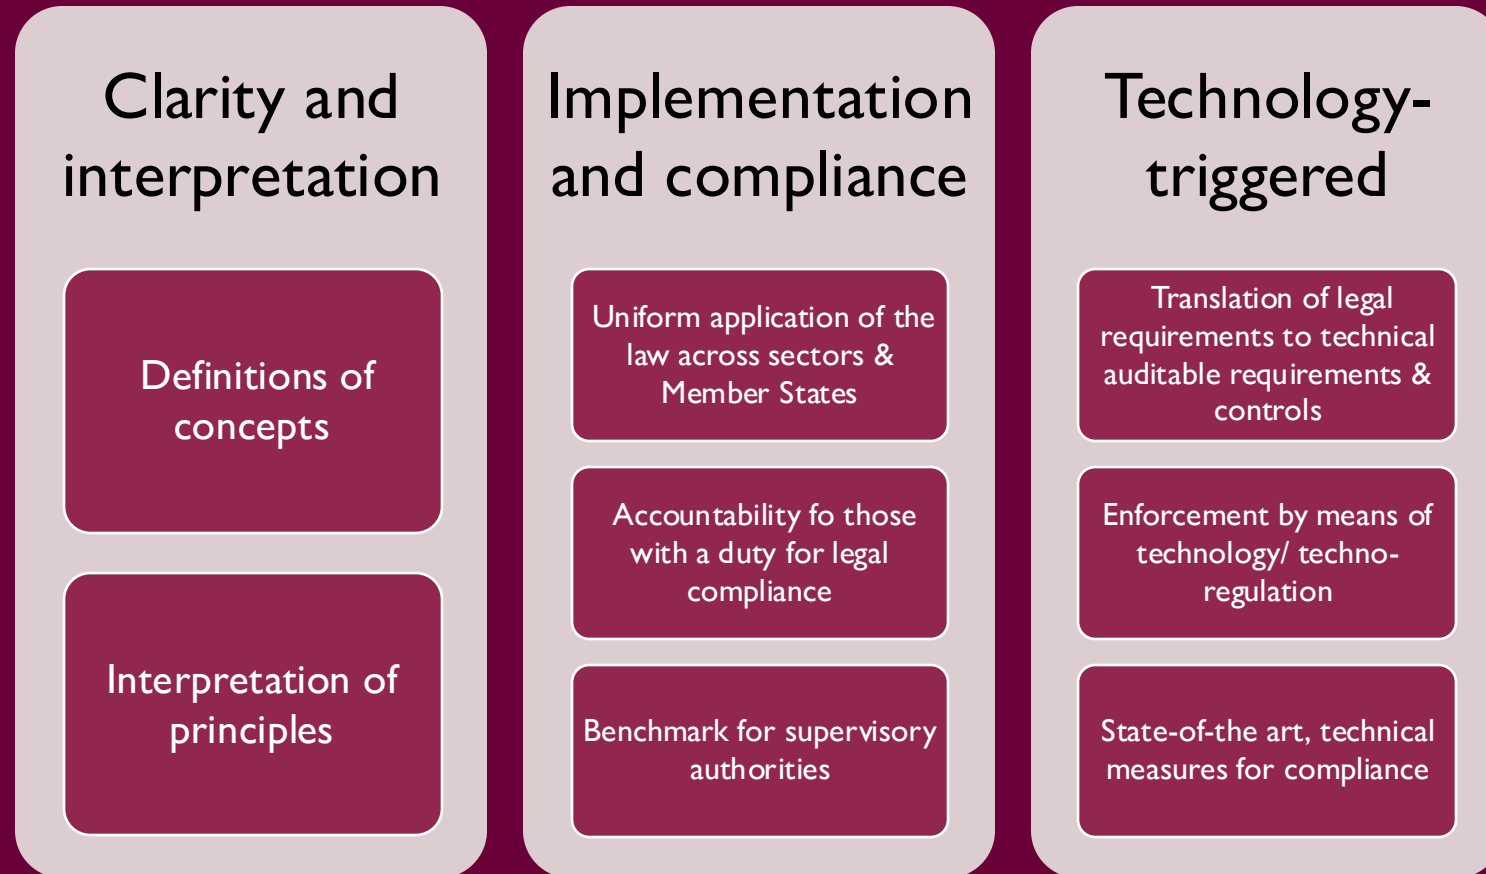 Clarity and
interpretation
Definitions of
concepts
Interpretation of
principles
Implementation
and compliance
Uniform application of the
law across sectors &
Member States
Accountability fo those
with a duty for legal
compliance
Benchmark for supervisory
authorities
Technology-
triggered
Translation of legal
requirements to technical
auditable requirements &
controls
Enforcement by means of
technology/ techno-
regulation
State-of-the art, technical
measures for compliance